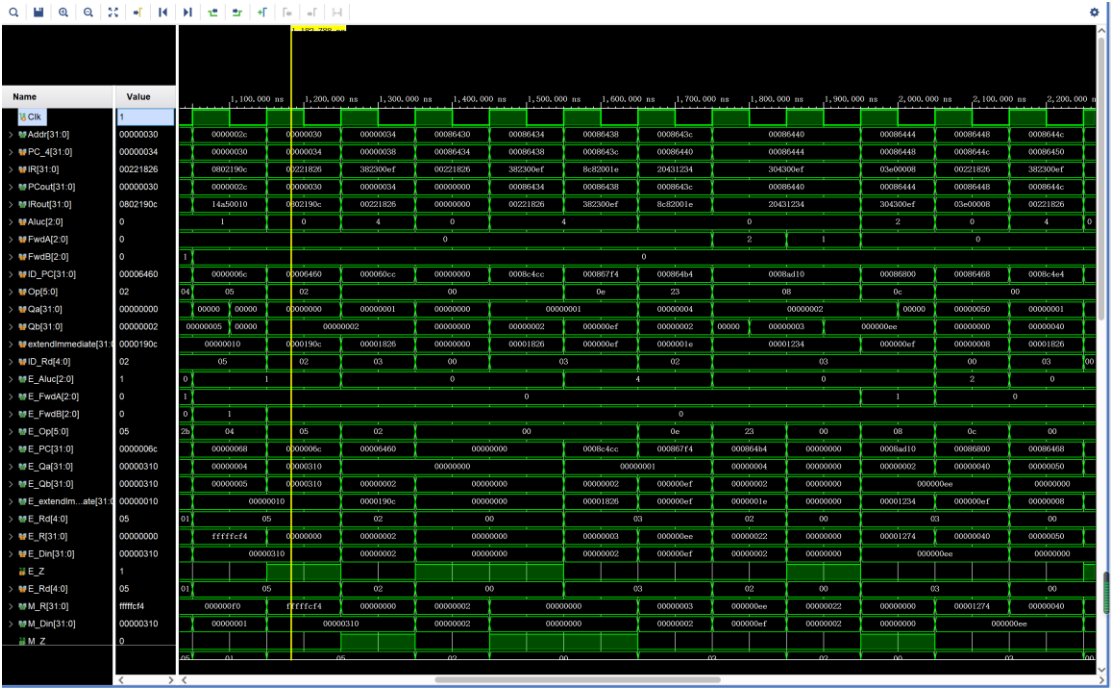 1,182.788 ns
1,100.000 ns 1,200.000 ns 1,300.000 ns 1,400.000 ns 1,500.000 ns 1,600.000 ns 1,700.000 ns 1,800.000 ns 1,900.000 ns 2,000.000 ns 2,100.000 ns 2,200.000 n
Name Value
Clk 1
Addr[31:0] 00000030 0000002c 00000030 00000034 00086430 00086434 00086438 0008643c 00086440 00086444 00086448 0008644c
PC_4[31:0] 00000034 00000030 00000034 00000038 00086434 00086438 0008643c 00086440 00086444 00086448 0008644c 00086450
IR[31:0] 00221826 0802190c 00221826 382300ef 00221826 382300ef 8c82001e 20431234 304300ef 03e00008 00221826 382300ef
PCout[31:0] 00000030 0000002c 00000030 00000034 00000000 00086434 00086438 0008643c 00086440 00086444 00086448 0008644c
IRout[31:0] 0802190c 14a50010 0802190c 00221826 00000000 00221826 382300ef 8c82001e 20431234 304300ef 03e00008 00221826
Aluc[2:0] 0 1 0 4 0 4 0 2 0 4 0
FwdA[2:0] 0 0 2 1 0
FwdB[2:0] 0 1 0
ID_PC[31:0] 00006460 0000006c 00006460 000060cc 00000000 0008c4cc 000867f4 000864b4 0008ad10 00086800 00086468 0008c4e4
Op[5:0] 02 04 05 02 00 0e 23 08 0c 00
Qa[31:0] 00000000 00000 00000 00000000 00000001 00000000 00000001 00000004 00000002 00000 00000050 00000001
Qb[31:0] 00000002 00000005 00000 00000002 00000000 00000002 000000ef 00000002 00000 00000003 000000ee 00000000 00000040
extendImmediate[31:( 0000190c 00000010 0000190c 00001826 00000000 00001826 000000ef 0000001e 00001234 000000ef 00000008 00001826
ID_Rd[4:0] 02 05 02 03 00 03 02 03 00 03 00
E_Aluc[2:0] 1 0 1 0 4 0 2 0
E_FwdA[2:0] 0 1 0 1 0
E_FwdB[2:0] 0 0 1 0
E_Op[5:0] 05 2b 04 05 02 00 0e 23 00 08 0c 00
E_PC[31:0] 0000006c 00000068 0000006c 00006460 00000000 0008c4cc 000867f4 000864b4 00000000 0008ad10 00086800 00086468
E_Qa[31:0] 00000310 00000004 00000310 00000000 00000001 00000004 00000000 00000002 00000040 00000050
E_Qb[31:0] 00000310 00000005 00000310 00000002 00000000 00000002 000000ef 00000002 00000000 000000ee 00000000
E_extendIm...ate[31:( 00000010 00000010 0000190c 00000000 00001826 000000ef 0000001e 00000000 00001234 000000ef 00000008
E_Rd[4:0] 05 01 05 02 00 03 02 00 03 00
E_R[31:0] 00000000 fffffcf4 00000000 00000002 00000000 00000003 000000ee 00000022 00000000 00001274 00000040 00000050
E_Din[31:0] 00000310 00000310 00000002 00000000 00000002 000000ef 00000002 00000000 000000ee 00000000
E_Z 1
E_Rd[4:0] 05 01 05 02 00 03 02 00 03 00
M_R[31:0] fffffcf4 000000f0 fffffcf4 00000000 00000002 00000000 00000003 000000ee 00000022 00000000 00001274 00000040
M_Din[31:0] 00000310 00000001 00000310 00000002 00000000 00000002 000000ef 00000002 00000000 000000ee
M_Z 0
05 01 05 02 00 03 02 00 03 00